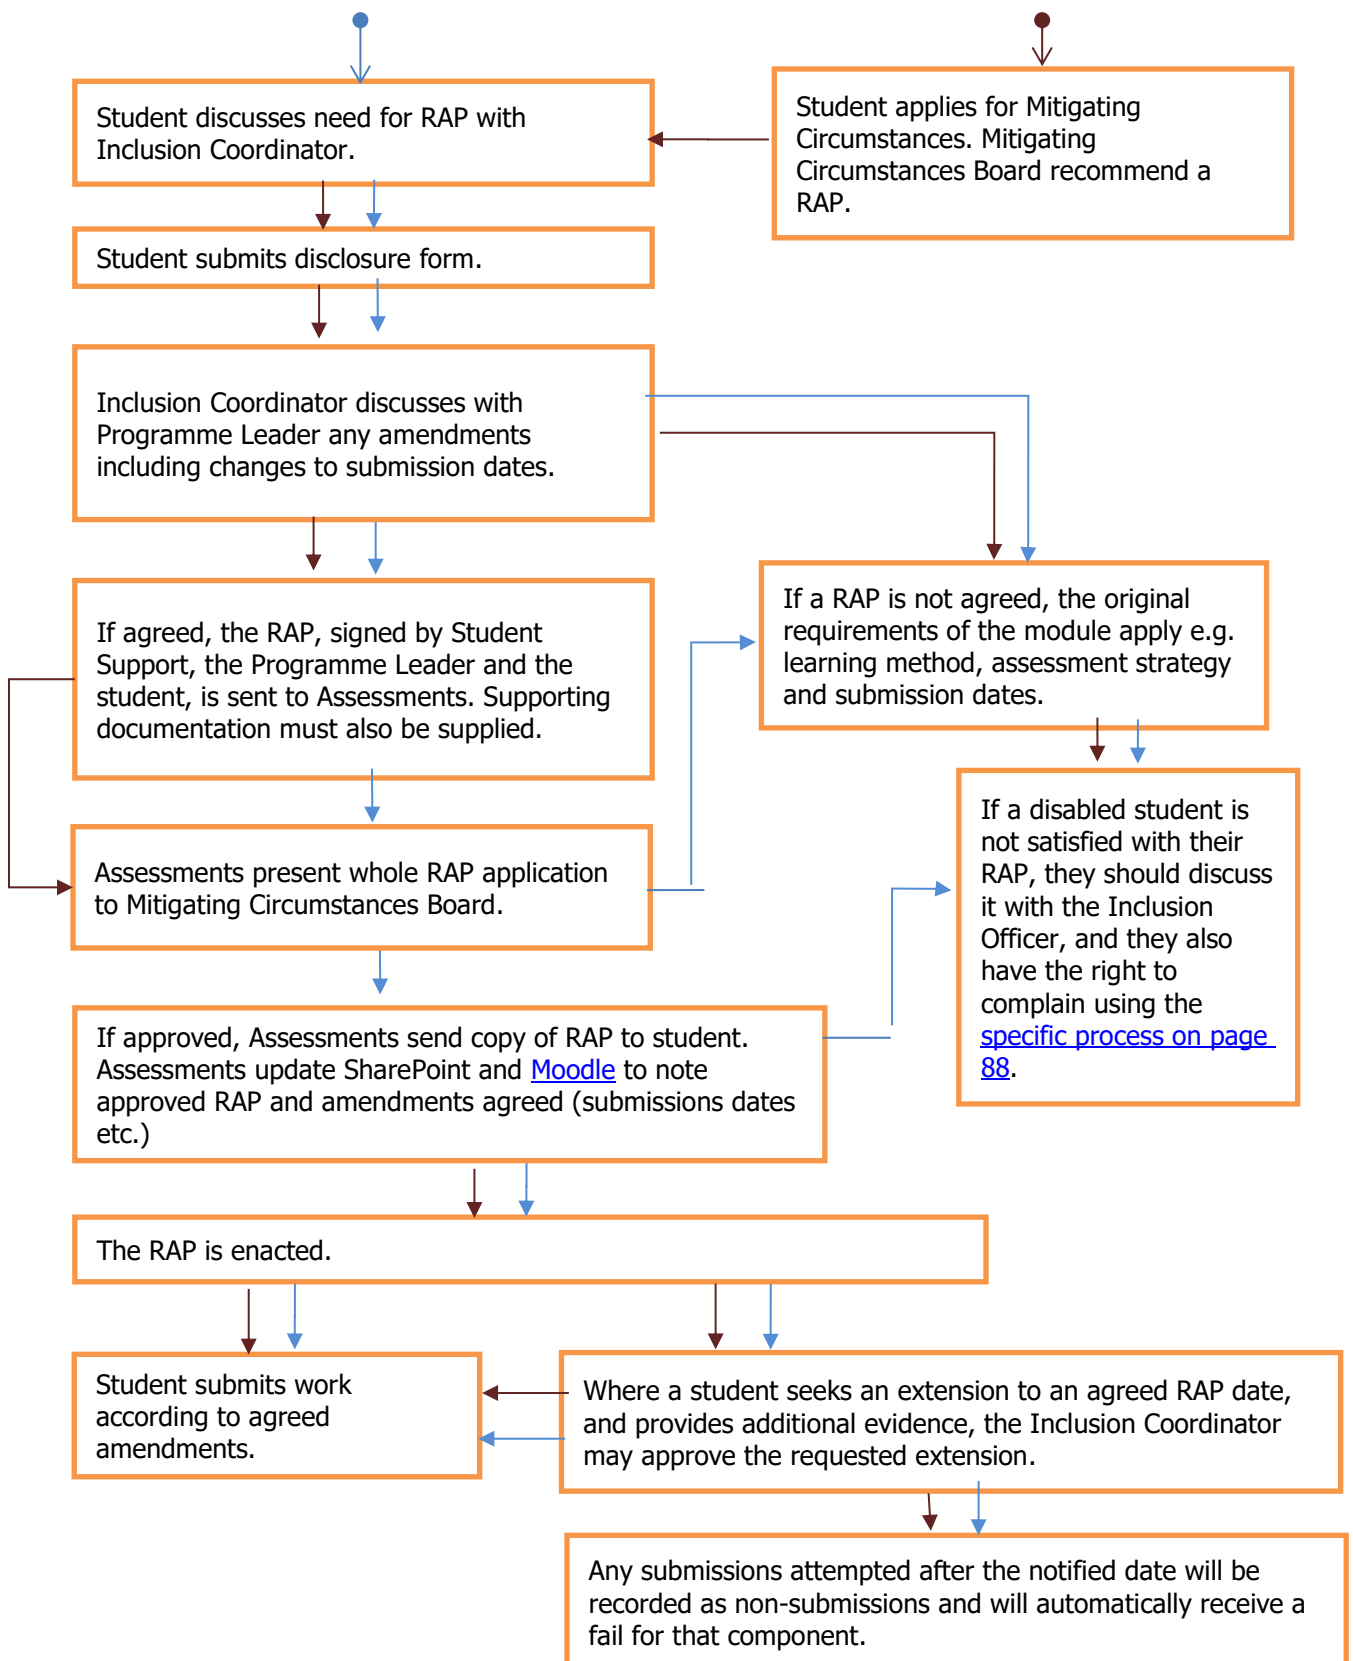 Student discusses need for RAP with
Inclusion Coordinator.
Student applies for Mitigating
Circumstances. Mitigating
Circumstances Board recommend a
RAP.
Student submits disclosure form.
Inclusion Coordinator discusses with
Programme Leader any amendments
including changes to submission dates.
If agreed, the RAP, signed by Student
Support, the Programme Leader and the
student, is sent to Assessments. Supporting
documentation must also be supplied.
If a RAP is not agreed, the original
requirements of the module apply e.g.
learning method, assessment strategy
and submission dates.
Assessments present whole RAP application
to Mitigating Circumstances Board.
If a disabled student is
not satisfied with their
RAP, they should discuss
it with the Inclusion
Officer, and they also
have the right to
complain using the
specific process on page
88.
If approved, Assessments send copy of RAP to student.
Assessments update SharePoint and Moodle to note
approved RAP and amendments agreed (submissions dates
etc.)
The RAP is enacted.
Student submits work
according to agreed
amendments.
Where a student seeks an extension to an agreed RAP date,
and provides additional evidence, the Inclusion Coordinator
may approve the requested extension.
Any submissions attempted after the notified date will be
recorded as non-submissions and will automatically receive a
fail for that component.